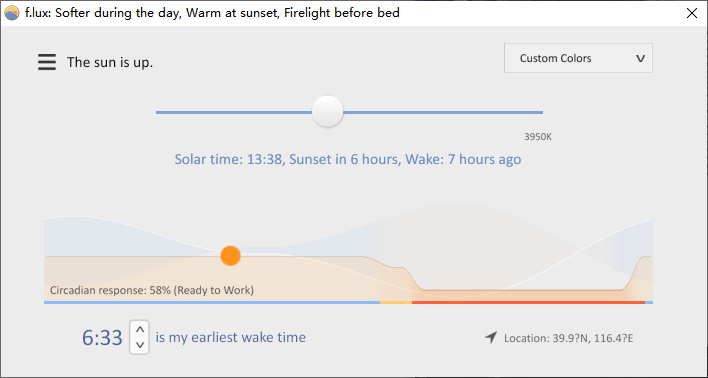 f.lux: Softer during the day, Warm at sunset, Firelight before bed
The sun is up.
Custom Colors
3950K
Solar time: 13:38, Sunset in 6 hours, Wake: 7 hours ago
Circadian response: 58% (Ready to Work)
6:33 is my earliest wake time
Location: 39.9?N, 116.4?E